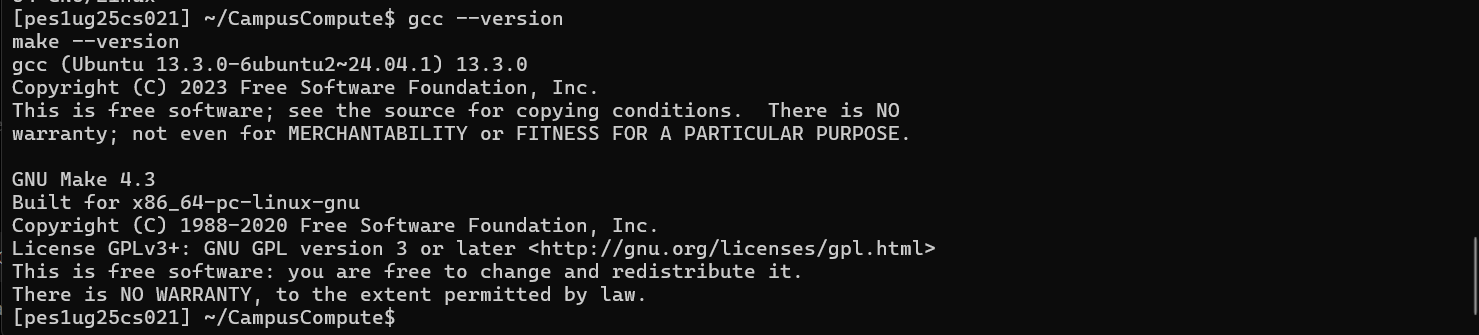 [pes1ug25cs021] ~/CampusCompute$ gcc --version
make --version
gcc (Ubuntu 13.3.0-6ubuntu2~24.04.1) 13.3.0
Copyright (C) 2023 Free Software Foundation, Inc.
This is free software; see the source for copying conditions.  There is NO
warranty; not even for MERCHANTABILITY or FITNESS FOR A PARTICULAR PURPOSE.

GNU Make 4.3
Built for x86_64-pc-linux-gnu
Copyright (C) 1988-2020 Free Software Foundation, Inc.
License GPLv3+: GNU GPL version 3 or later <http://gnu.org/licenses/gpl.html>
This is free software: you are free to change and redistribute it.
There is NO WARRANTY, to the extent permitted by law.
[pes1ug25cs021] ~/CampusCompute$